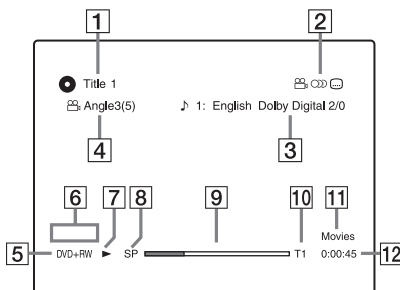 1 2
Title 1
Angle3(5) 1: English Dolby Digital 2/0
4 3
6 7 8 9 10 11
Movies
5 DVD+RW SP T1 0:00:45 12